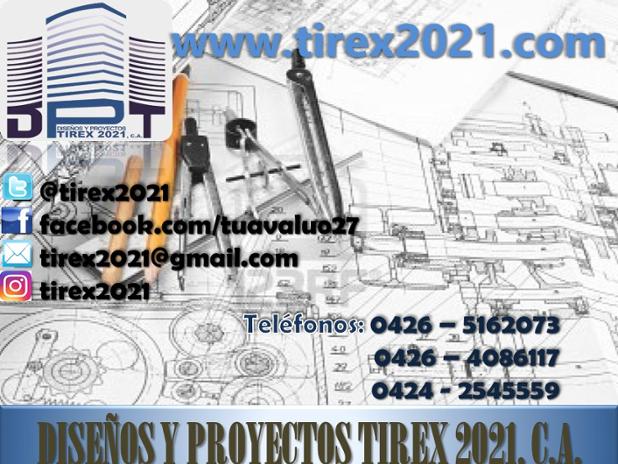 www.tirex2021.com
DPT
DISEÑOS Y PROYECTOS
TIREX 2021, C.A.
@tirex2021
facebook.com/tuavaluo27
tirex2021@gmail.com
tirex2021
Teléfonos: 0426 – 5162073
0426 – 4086117
0424 - 2545559
DISEÑOS Y PROYECTOS TIREX 2021, C.A.